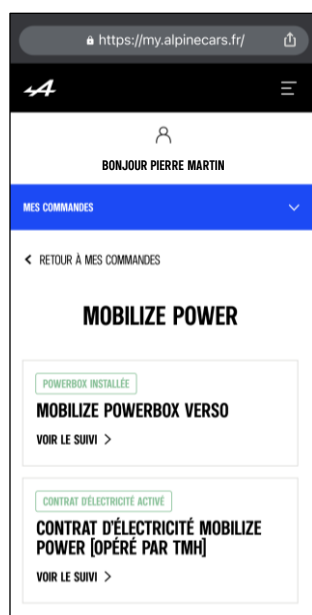 https://my.alpinecars.fr/
BONJOUR PIERRE MARTIN
MES COMMANDES
RETOUR À MES COMMANDES
MOBILIZE POWER
POWERBOX INSTALLÉE
MOBILIZE POWERBOX VERSO
VOIR LE SUIVI >
CONTRAT D'ÉLECTRICITÉ ACTIVÉ
CONTRAT D'ÉLECTRICITÉ MOBILIZE
POWER [OPÉRÉ PAR TMH]
VOIR LE SUIVI >